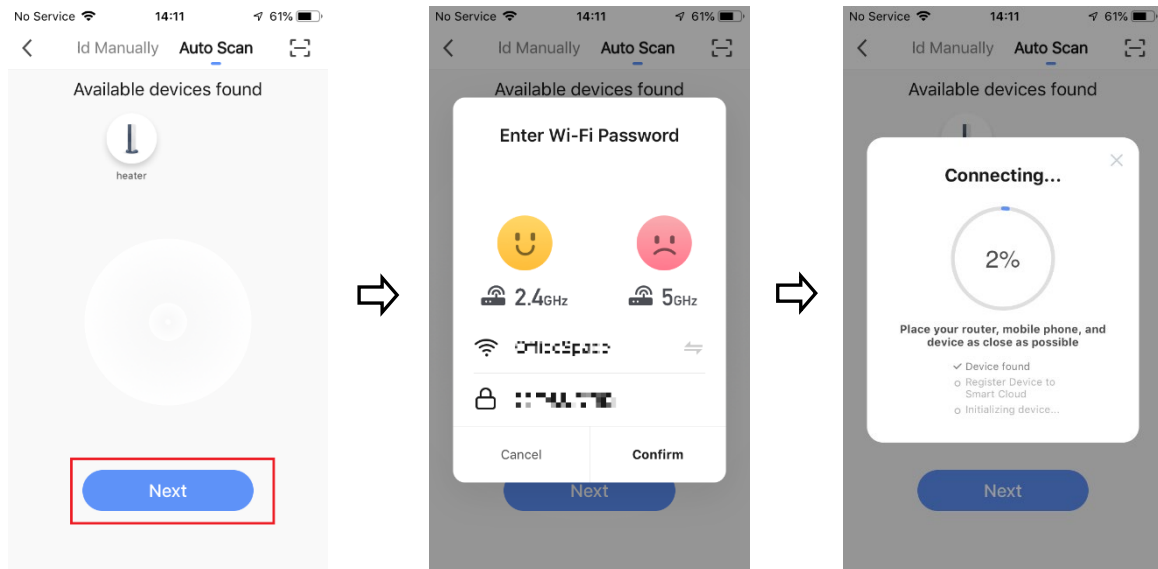 No Service 14:11 61%
ld Manually Auto Scan
Available devices found
heater
Next
No Service 14:11 61%
ld Manually Auto Scan
Available devices found
Enter Wi-Fi Password
2.4GHz 5GHz
Cancel Confirm
Next
No Service 14:11 61%
ld Manually Auto Scan
Available devices found
Connecting...
2%
Place your router, mobile phone, and
device as close as possible
Device found
Register Device to
Smart Cloud
Initializing device...
Next